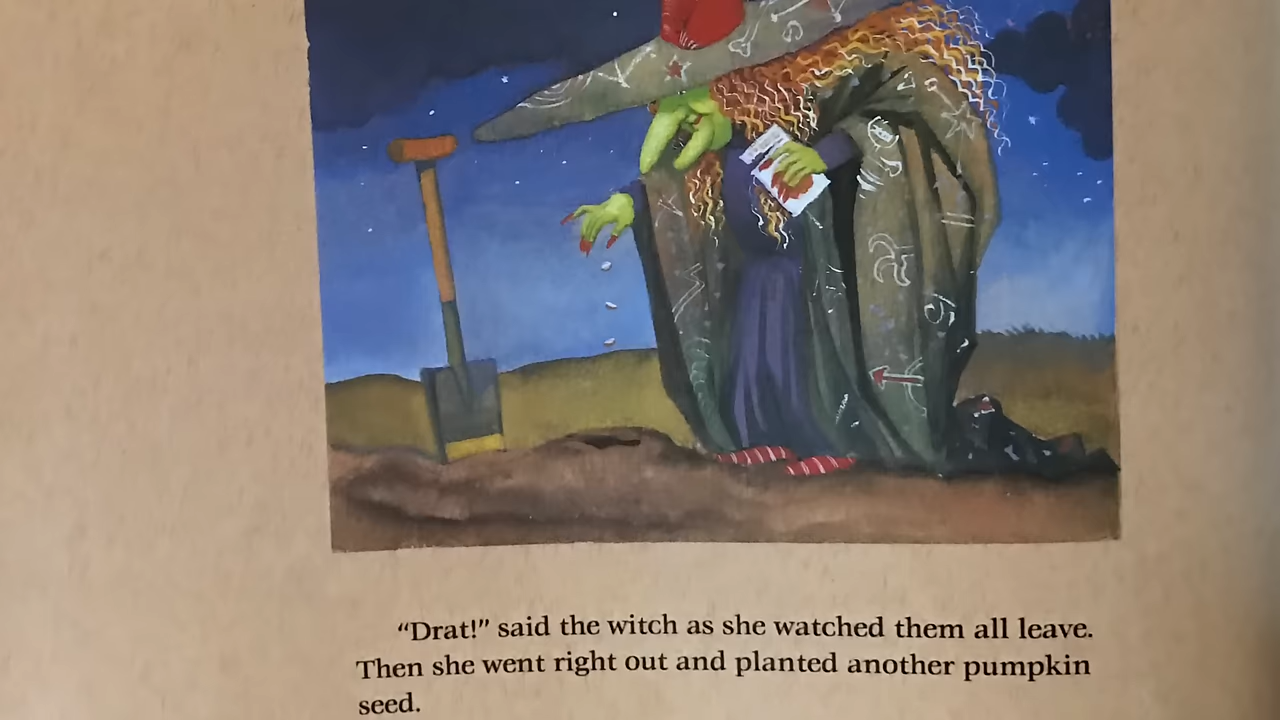 “Drat!” said the witch as she watched them all leave.
Then she went right out and planted another pumpkin
seed.